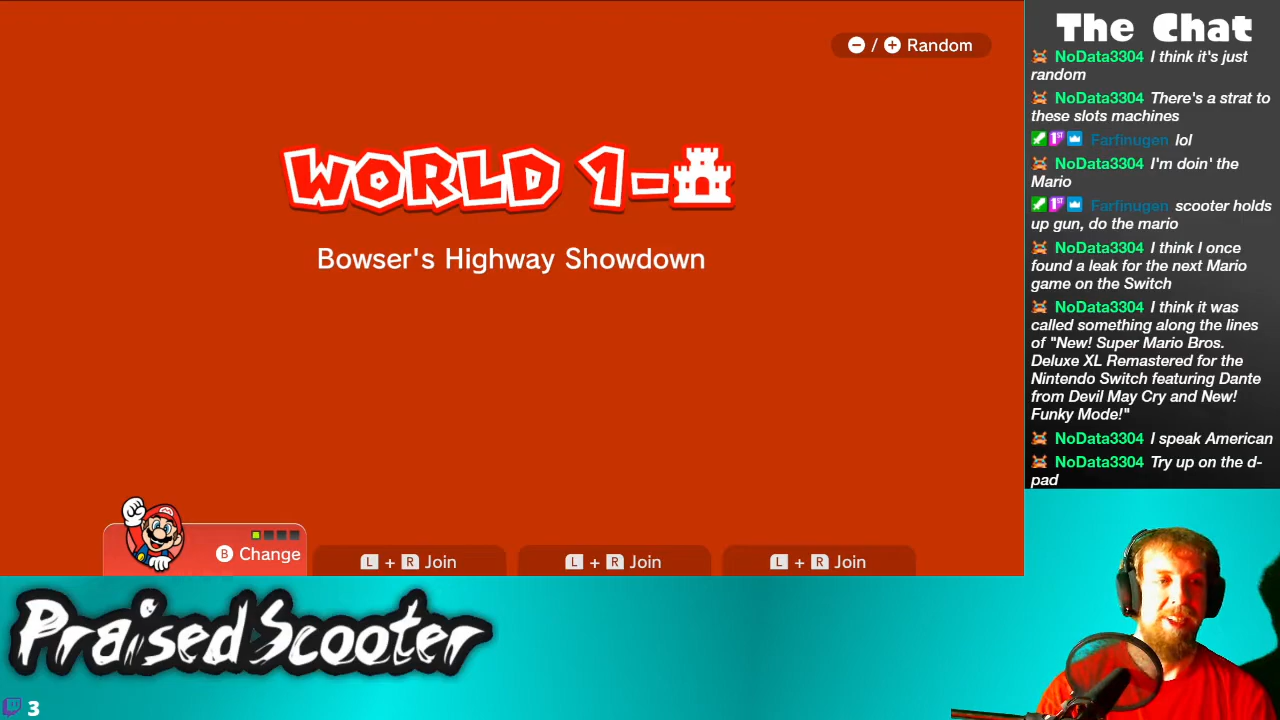 − / + Random
WORLD 1-
Bowser's Highway Showdown
B Change
L + R Join
L + R Join
L + R Join
The Chat
NoData3304 I think it's just
random
NoData3304 There's a strat to
these slots machines
1ST Farfinugen lol
NoData3304 I'm doin' the
Mario
1ST Farfinugen scooter holds
up gun, do the mario
NoData3304 I think I once
found a leak for the next Mario
game on the Switch
NoData3304 I think it was
called something along the lines
of "New! Super Mario Bros.
Deluxe XL Remastered for the
Nintendo Switch featuring Dante
from Devil May Cry and New!
Funky Mode!"
NoData3304 I speak American
NoData3304 Try up on the d-
pad
PraisedScooter
3